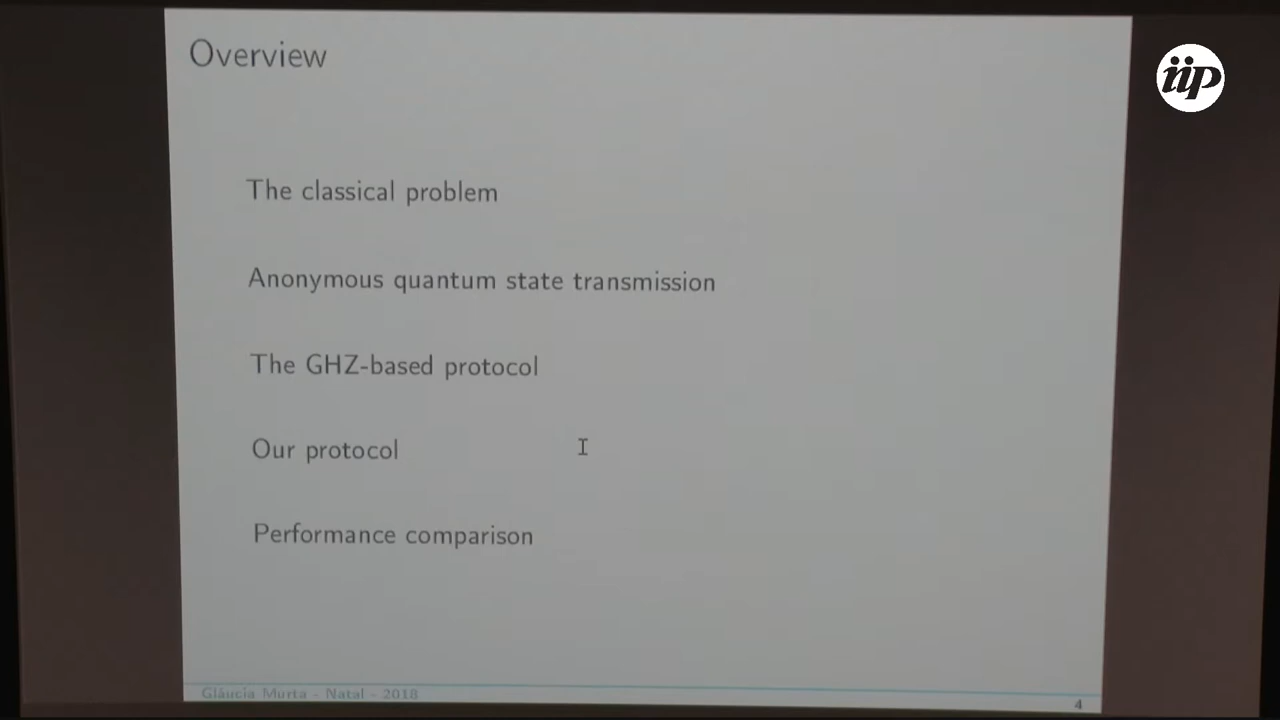 Overview
iip
The classical problem
Anonymous quantum state transmission
The GHZ-based protocol
Our protocol
Performance comparison
Gláucia Murta - Natal - 2018
4